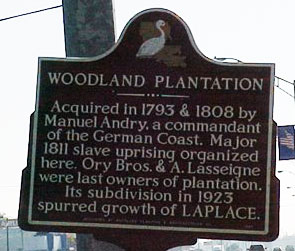 WOODLAND PLANTATION
Acquired in 1793 & 1808 by
Manuel Andry, a commandant
of the German Coast. Major
1811 slave uprising organized
here. Ory Bros. & A. Lasseigne
were last owners of plantation.
Its subdivision in 1923
spurred growth of LAPLACE.